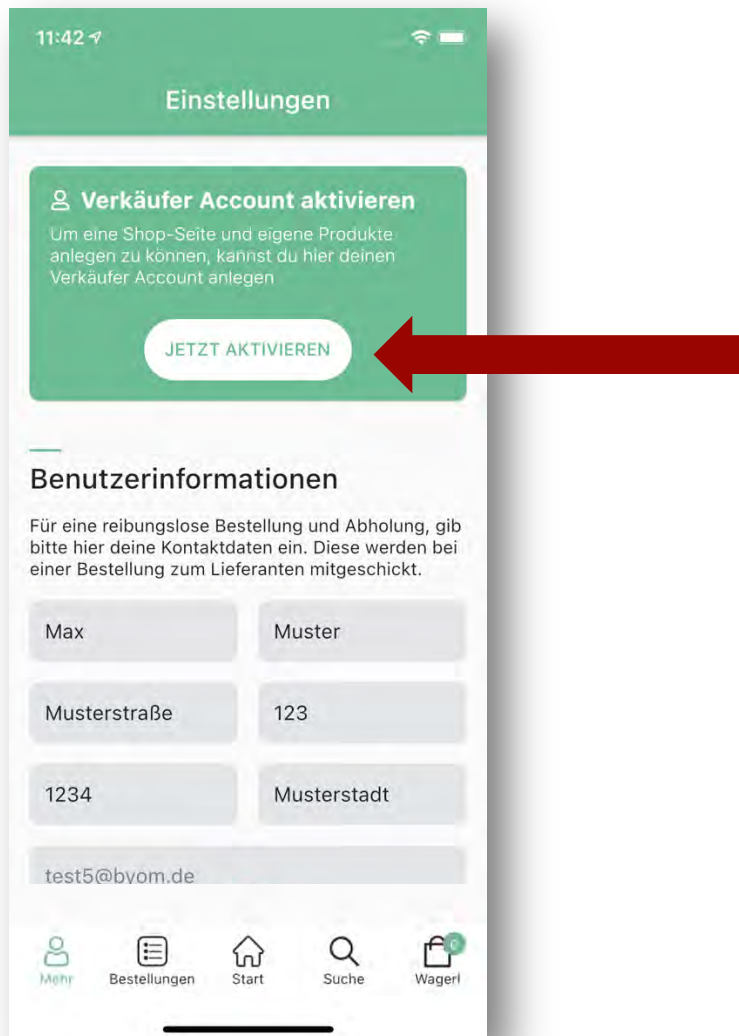 11:42
Einstellungen
Verkäufer Account aktivieren
Um eine Shop-Seite und eigene Produkte
anlegen zu können, kannst du hier deinen
Verkäufer Account anlegen
JETZT AKTIVIEREN
Benutzerinformationen
Für eine reibungslose Bestellung und Abholung, gib
bitte hier deine Kontaktdaten ein. Diese werden bei
einer Bestellung zum Lieferanten mitgeschickt.
Max Muster
Musterstraße 123
1234 Musterstadt
test5@byom.de
0
Mehr Bestellungen Start Suche Wagerl